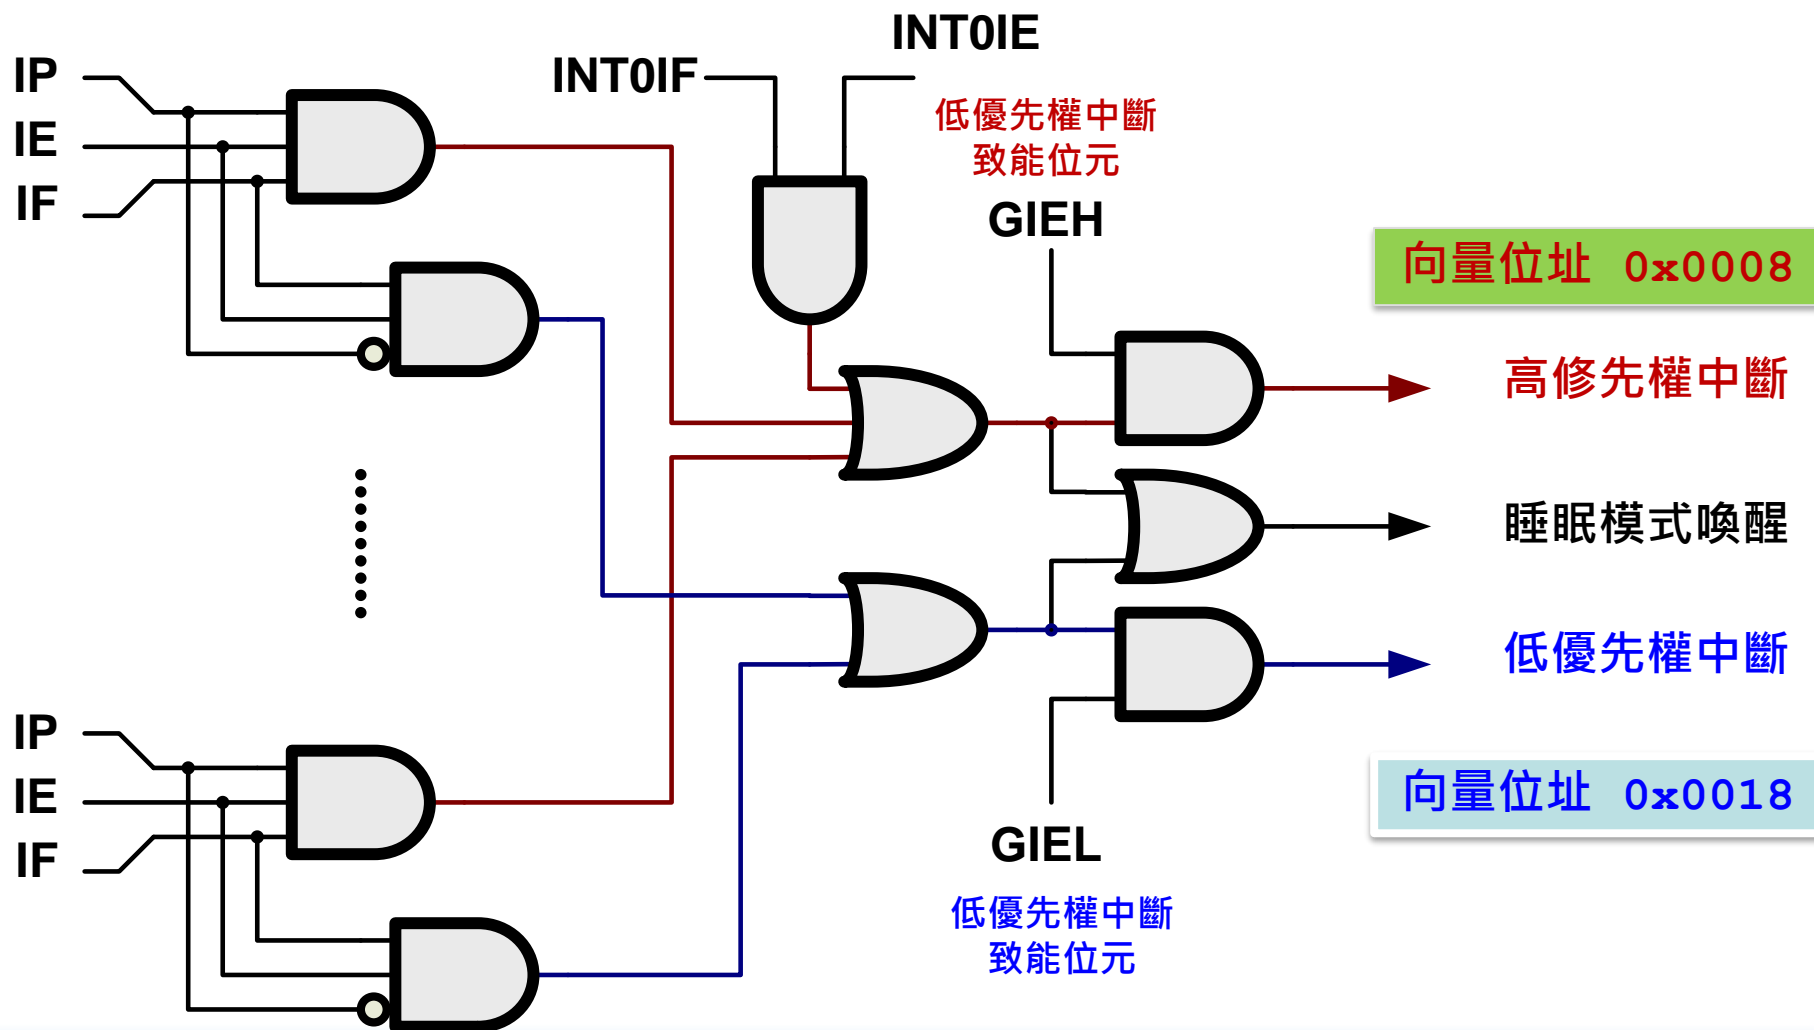 INT0IE
INT0IF
IP
IE
IF
低優先權中斷
致能位元
GIEH
向量位址 0x0008
高修先權中斷
睡眠模式喚醒
低優先權中斷
IP
IE
IF
向量位址 0x0018
GIEL
低優先權中斷
致能位元